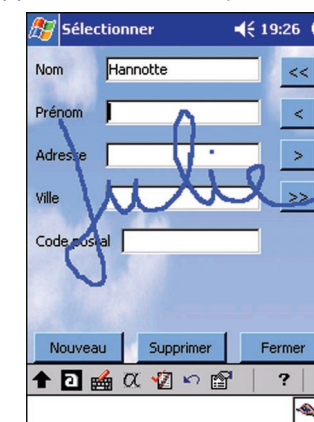 Sélectionner 19:26
Nom Hannotte <<
Prénom <
Adresse >
Ville >>
Code postal
julie
Nouveau Supprimer Fermer
a α ?